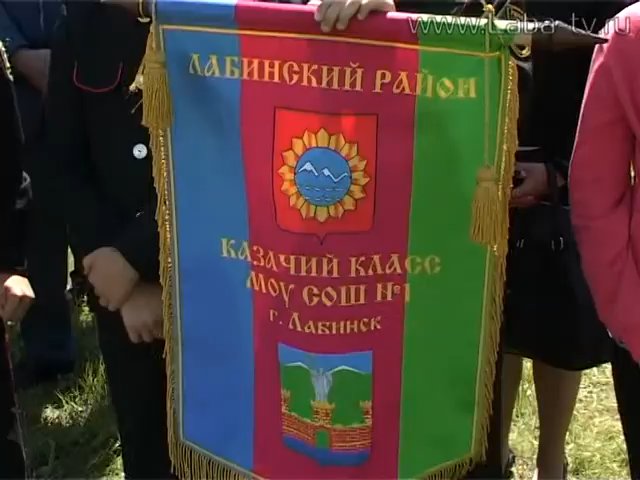 www.Laba-tv.ru
ЛАБИНСКИЙ РАЙОН
КАЗАЧИЙ КЛАСС
МОУ СОШ №1
г. Лабинск